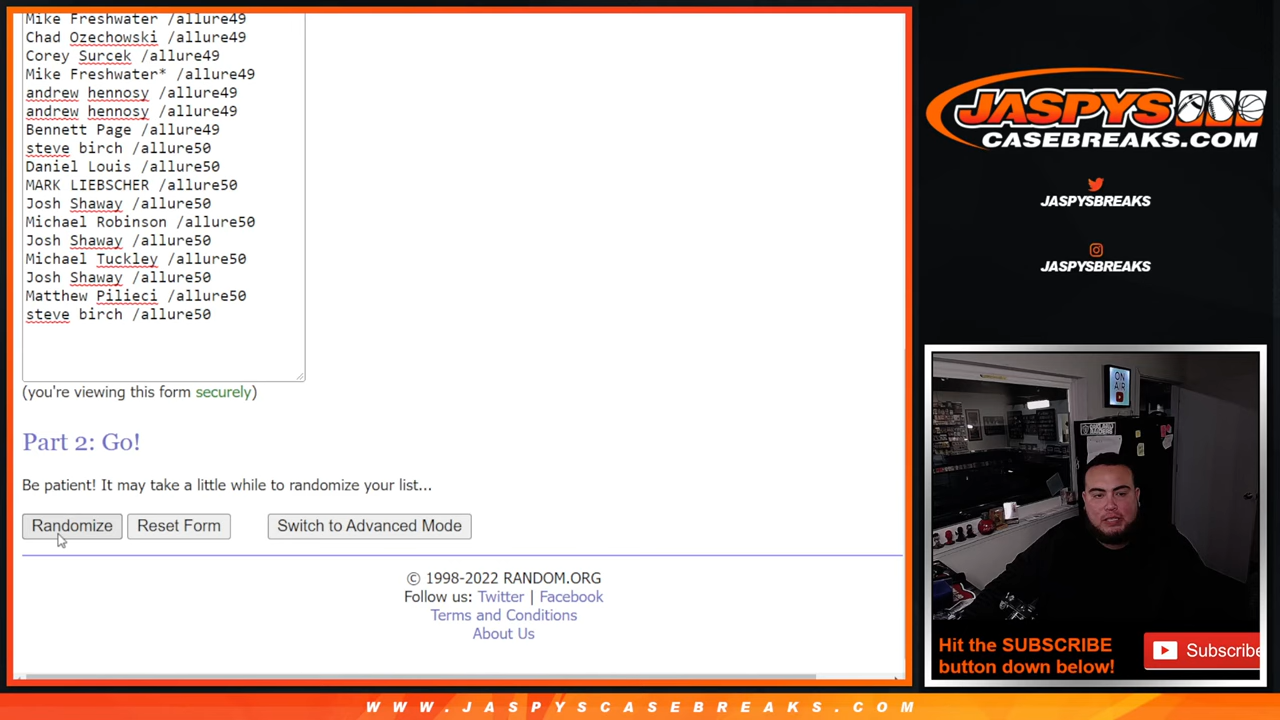 Mike Freshwater /allure49
Chad Ozechowski /allure49
Corey Surcek /allure49
Mike Freshwater* /allure49
andrew hennosy /allure49
andrew hennosy /allure49
Bennett Page /allure49
steve birch /allure50
Daniel Louis /allure50
MARK LIEBSCHER /allure50
Josh Shaway /allure50
Michael Robinson /allure50
Josh Shaway /allure50
Michael Tuckley /allure50
Josh Shaway /allure50
Matthew Pilieci /allure50
steve birch /allure50
(you're viewing this form securely)
Part 2: Go!
Be patient! It may take a little while to randomize your list...
Randomize Reset Form Switch to Advanced Mode
© 1998-2022 RANDOM.ORG
Follow us: Twitter | Facebook
Terms and Conditions
About Us
JASPYS
CASEBREAKS.COM
JASPYSBREAKS
JASPYSBREAKS
ON
AIR
Hit the SUBSCRIBE
button down below!
Subscribe
WWW.JASPYSCASEBREAKS.COM